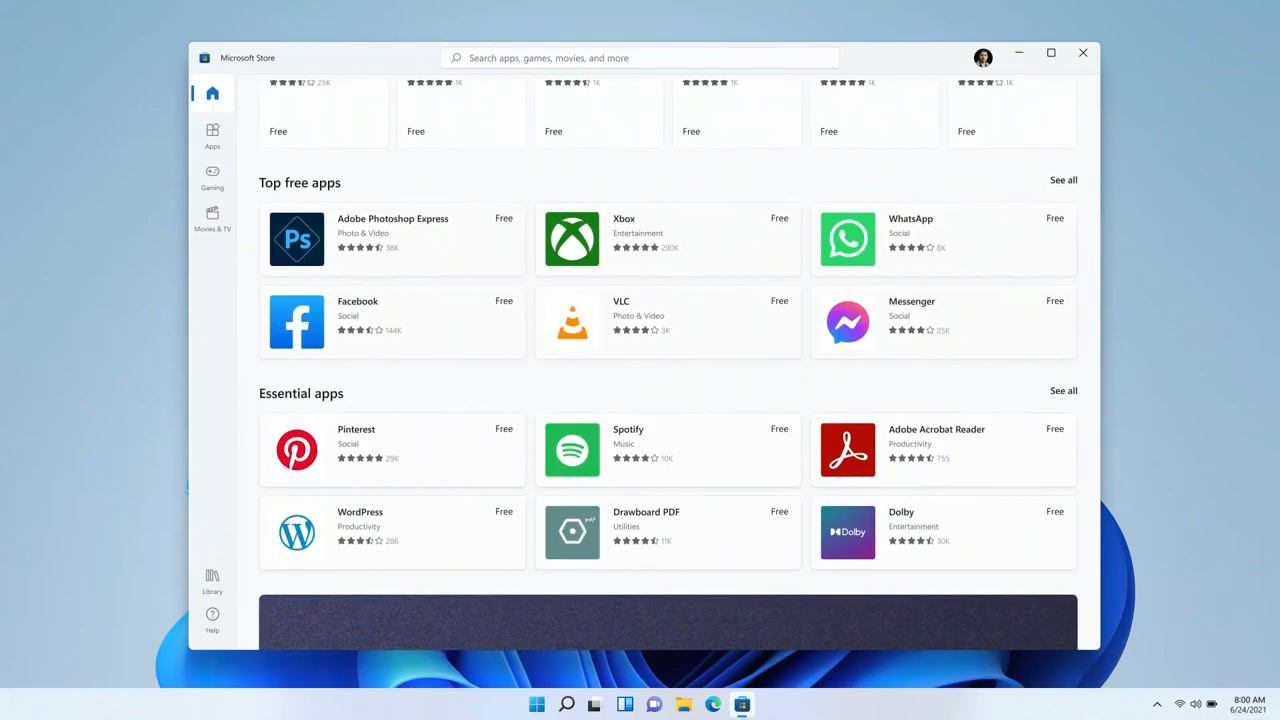 Microsoft Store
Search apps, games, movies, and more
25K 1K 1K 1K 1K 1K
Free Free Free Free Free Free
Apps
Gaming
Movies & TV
Library
Help
Top free apps See all
Adobe Photoshop Express Free
Photo & Video
38K
Ps
Xbox Free
Entertainment
290K
WhatsApp Free
Social
8K
Facebook Free
Social
144K
VLC Free
Photo & Video
3K
Messenger Free
Social
25K
Essential apps See all
Pinterest Free
Social
29K
Spotify Free
Music
10K
Adobe Acrobat Reader Free
Productivity
755
WordPress Free
Productivity
286
Drawboard PDF Free
Utilities
11K
pdf
Dolby Free
Entertainment
30K
Dolby
8:00 AM
6/24/2021